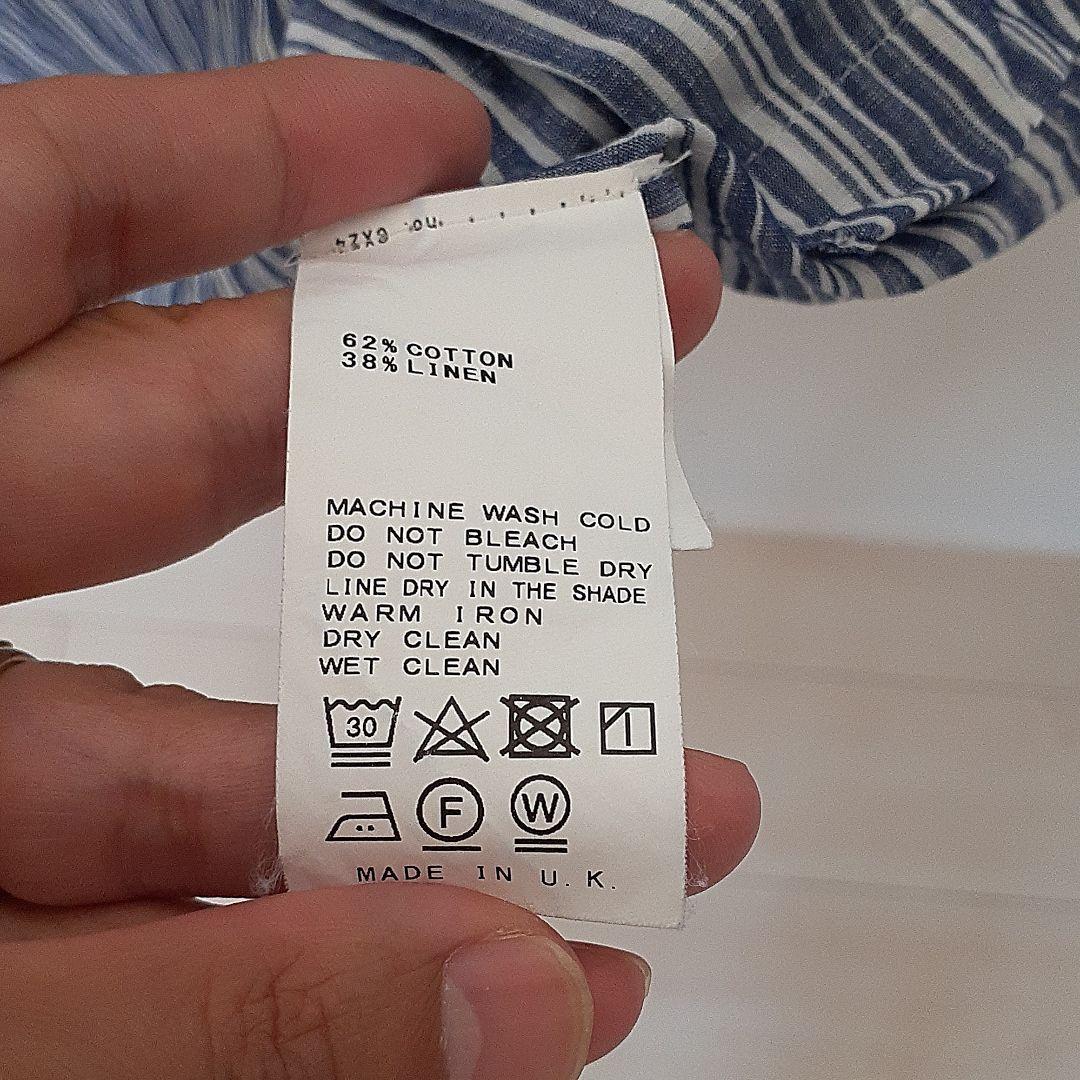 62% COTTON
38% LINEN
MACHINE WASH COLD
DO NOT BLEACH
DO NOT TUMBLE DRY
LINE DRY IN THE SHADE
WARM IRON
DRY CLEAN
WET CLEAN
30
F W
MADE IN U.K.